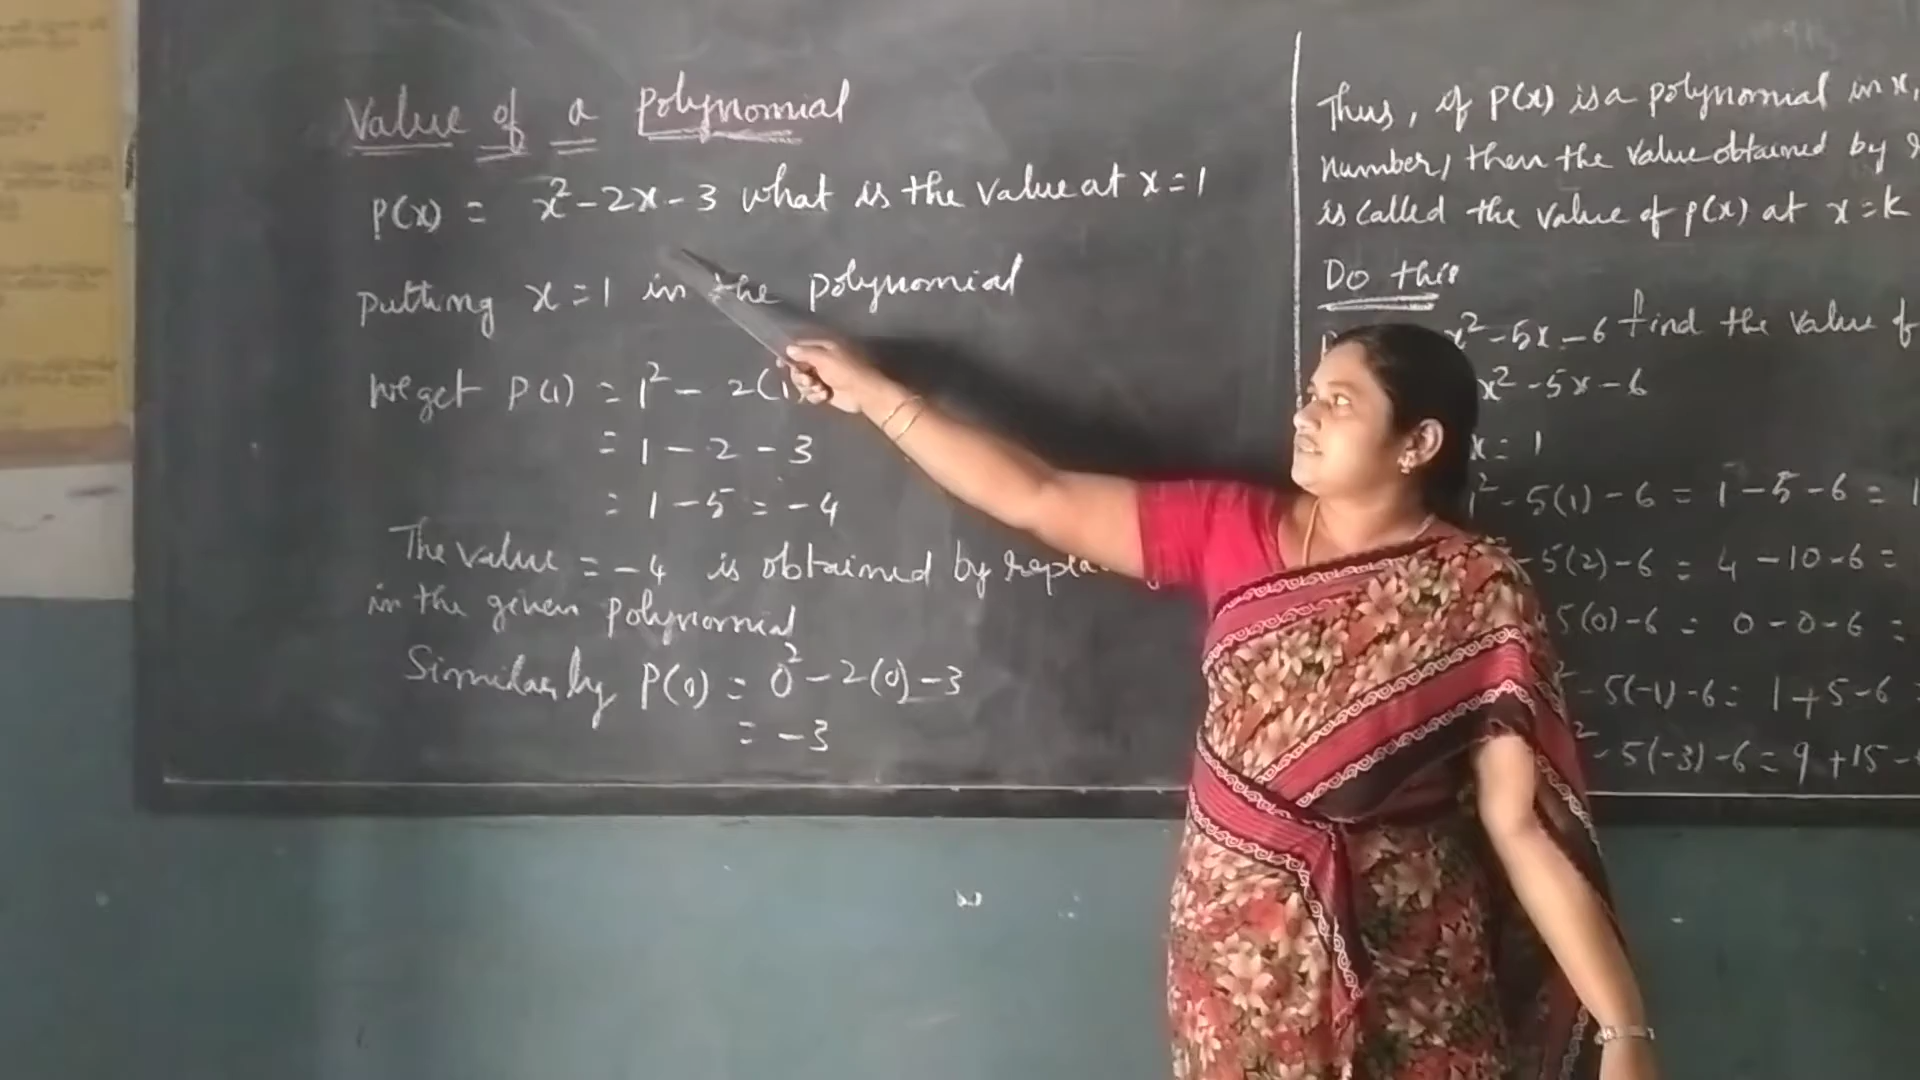 Value of a Polynomial
P(x) = x² - 2x - 3 what is the value at x = 1
putting x = 1 in the polynomial
we get P(1) = 1² - 2(1)
= 1 - 2 - 3
= 1 - 5 = -4
The value = -4 is obtained by
in the given polynomial
Similarly P(0) = 0² - 2(0) - 3
= -3
Thus, if P(x) is a polynomial in x,
number, then the value obtained by
is called the value of P(x) at x = k
Do this
x² - 5x - 6 find the value of
x² - 5x - 6
x = 1
1² - 5(1) - 6 = 1 - 5 - 6 = 1
- 5(2) - 6 = 4 - 10 - 6 =
5(0) - 6 = 0 - 0 - 6 =
- 5(-1) - 6 = 1 + 5 - 6 =
² - 5(-3) - 6 = 9 + 15 -